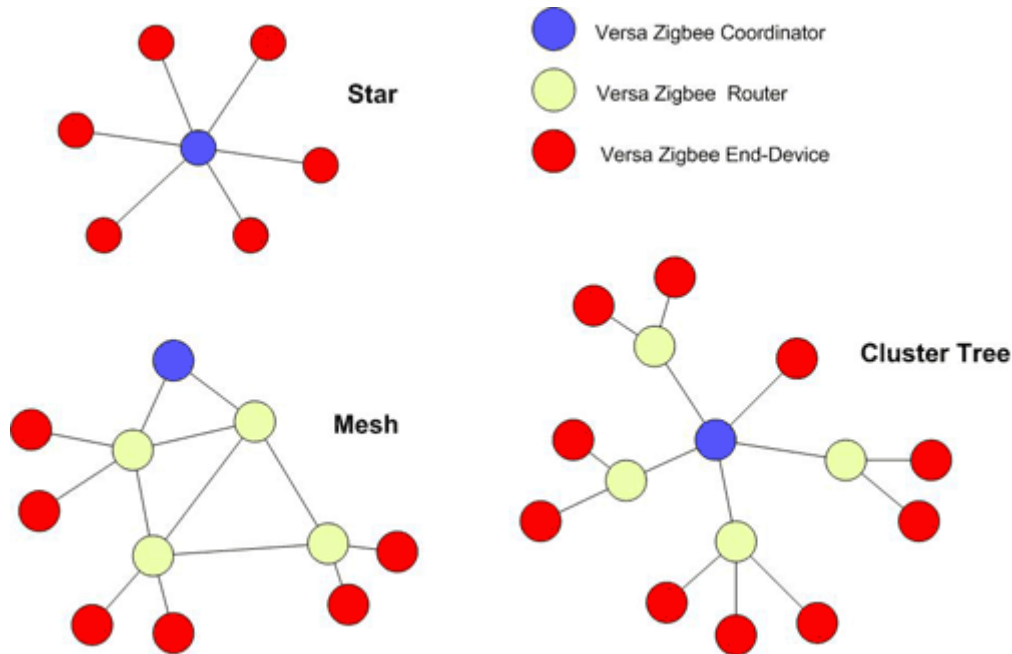 Versa Zigbee Coordinator
Star
Versa Zigbee Router
Versa Zigbee End-Device
Cluster Tree
Mesh